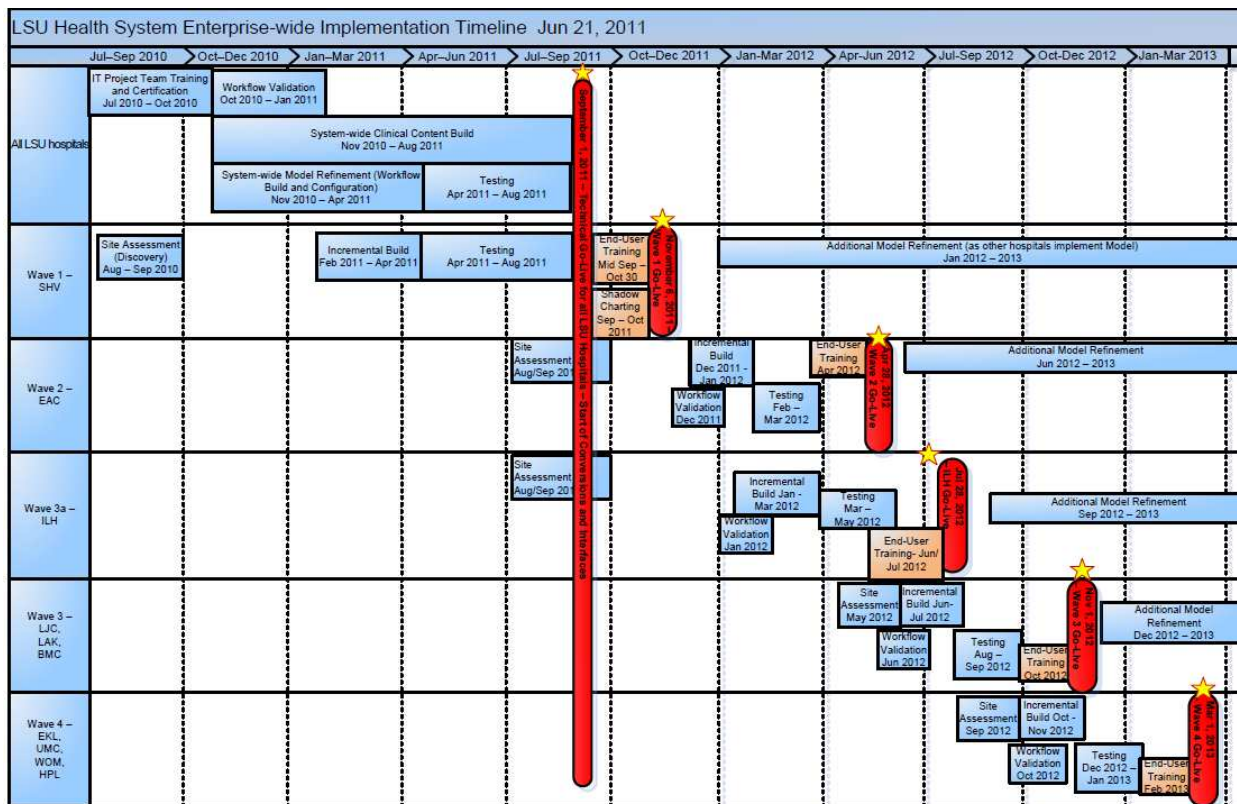 LSU Health System Enterprise-wide Implementation Timeline Jun 21, 2011
Jul–Sep 2010
Oct–Dec 2010
Jan–Mar 2011
Apr–Jun 2011
Jul–Sep 2011
Oct–Dec 2011
Jan-Mar 2012
Apr-Jun 2012
Jul-Sep 2012
Oct-Dec 2012
Jan-Mar 2013
All LSU hospitals
IT Project Team Training
and Certification
Jul 2010 – Oct 2010
Workflow Validation
Oct 2010 – Jan 2011
System-wide Clinical Content Build
Nov 2010 – Aug 2011
System-wide Model Refinement (Workflow
Build and Configuration)
Nov 2010 – Apr 2011
Testing
Apr 2011 – Aug 2011
September 1, 2011 – Technical Go-Live for all LSU Hospitals – Start of Conversions and Interfaces
Wave 1 –
SHV
Site Assessment
(Discovery)
Aug – Sep 2010
Incremental Build
Feb 2011 – Apr 2011
Testing
Apr 2011 – Aug 2011
End-User
Training
Mid Sep –
Oct 30
Shadow
Charting
Sep – Oct
2011
November 6, 2011 –
Wave 1 Go-Live
Additional Model Refinement (as other hospitals implement Model)
Jan 2012 – 2013
Wave 2 –
EAC
Site
Assessment
Aug/Sep 201
Incremental
Build
Dec 2011 -
Jan 2012
Workflow
Validation
Dec 2011
Testing
Feb –
Mar 2012
End-User
Training
Apr 2012
Apr 28, 2012
Wave 2 Go-Live
Additional Model Refinement
Jun 2012 – 2013
Wave 3a –
ILH
Site
Assessment
Aug/Sep 201
Incremental
Build Jan -
Mar 2012
Workflow
Validation
Jan 2012
Testing
Mar –
May 2012
End-User
Training- Jun/
Jul 2012
Jul 28, 2012
ILH Go-Live
Additional Model Refinement
Sep 2012 – 2013
Wave 3 –
LJC,
LAK,
BMC
Site
Assessment
May 2012
Incremental
Build Jun-
Jul 2012
Workflow
Validation
Jun 2012
Testing
Aug –
Sep 2012
End-User
Training
Oct 2012
Nov 1, 2012
Wave 3 Go-Live
Additional Model
Refinement
Dec 2012 – 2013
Wave 4 –
EKL,
UMC,
WOM,
HPL
Site
Assessment
Sep 2012
Incremental
Build Oct -
Nov 2012
Workflow
Validation
Oct 2012
Testing
Dec 2012 –
Jan 2013
End-User
Training
Feb 2013
Mar 1, 2013
Wave 4 Go-Live